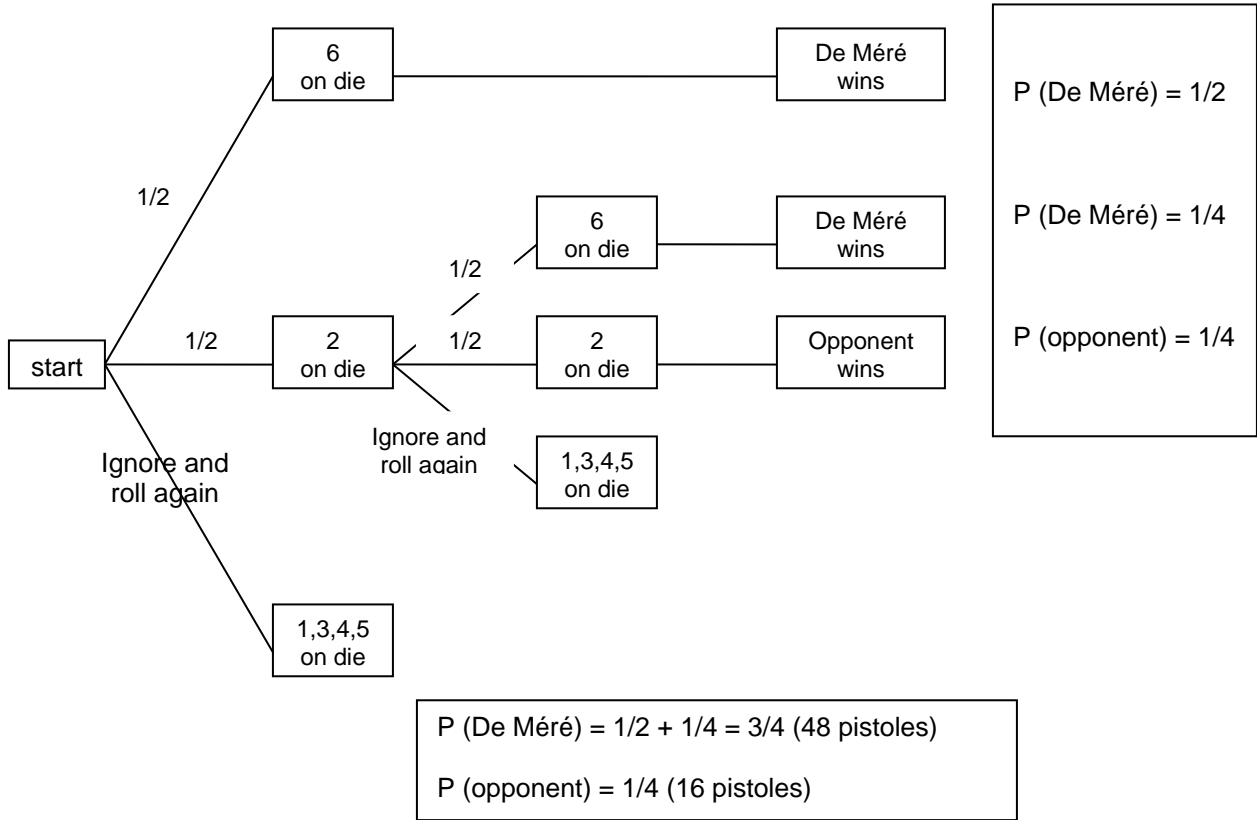 6
on die
De Méré
wins
P (De Méré) = 1/2
1/2
6
on die
De Méré
wins
P (De Méré) = 1/4
1/2
start
1/2
2
on die
1/2
2
on die
Opponent
wins
P (opponent) = 1/4
Ignore and
roll again
1,3,4,5
on die
Ignore and
roll again
1,3,4,5
on die
P (De Méré) = 1/2 + 1/4 = 3/4 (48 pistoles)
P (opponent) = 1/4 (16 pistoles)